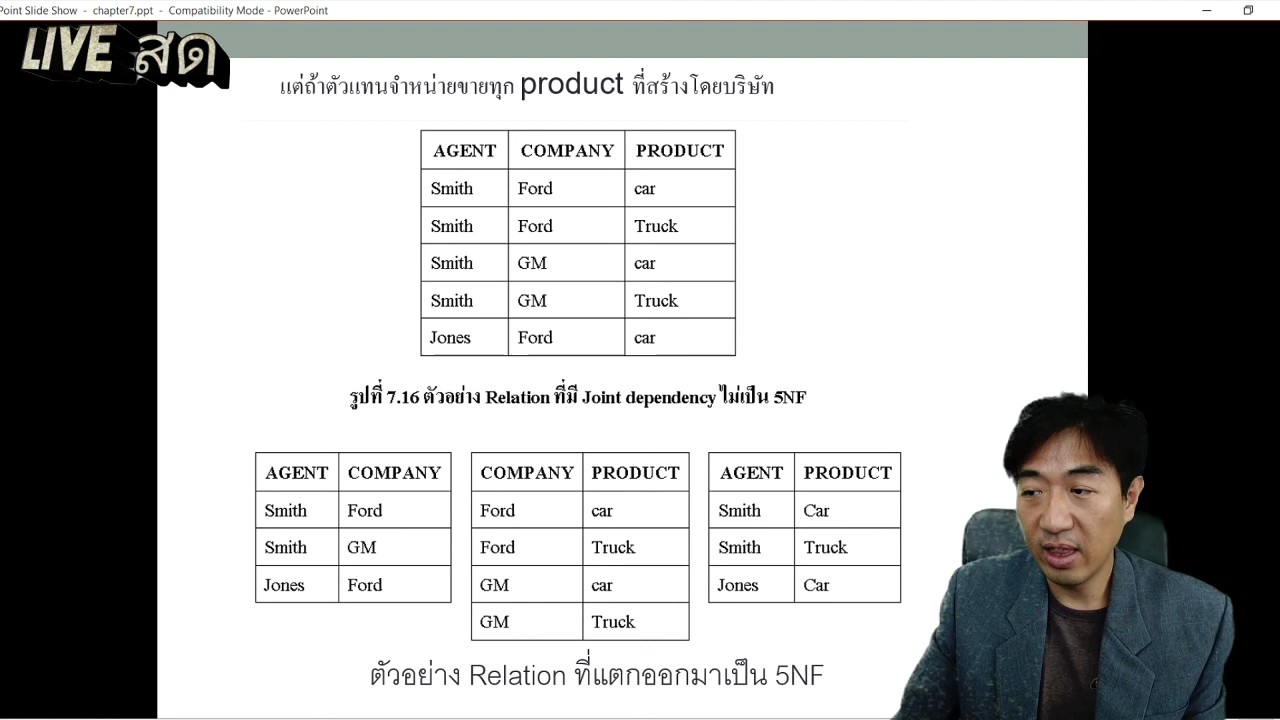 Point Slide Show - chapter7.ppt - Compatibility Mode - PowerPoint
LIVE สด
แต่ถ้าตัวแทนจำหน่ายขายทุก product ที่สร้างโดยบริษัท
AGENT COMPANY PRODUCT
Smith Ford car
Smith Ford Truck
Smith GM car
Smith GM Truck
Jones Ford car
รูปที่ 7.16 ตัวอย่าง Relation ที่มี Joint dependency ไม่เป็น 5NF
AGENT COMPANY
Smith Ford
Smith GM
Jones Ford
COMPANY PRODUCT
Ford car
Ford Truck
GM car
GM Truck
AGENT PRODUCT
Smith Car
Smith Truck
Jones Car
ตัวอย่าง Relation ที่แตกออกมาเป็น 5NF